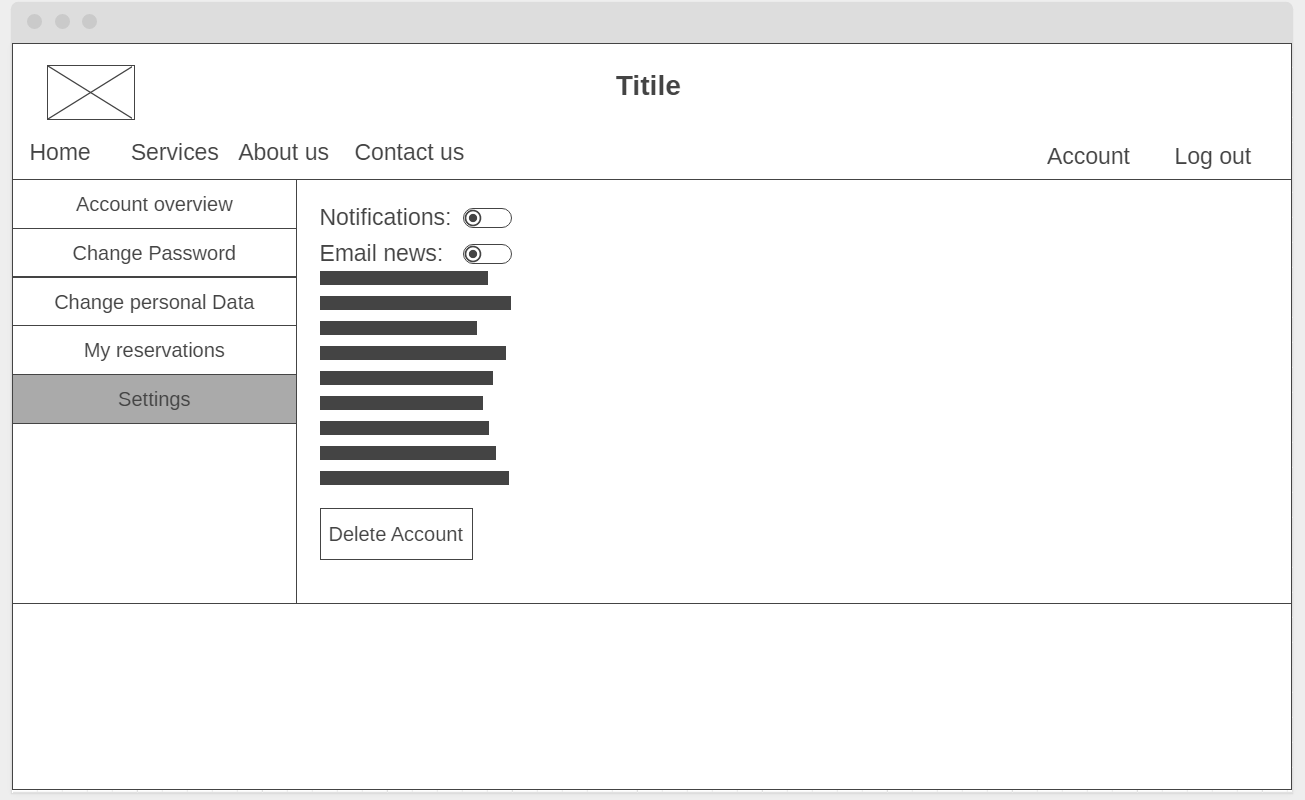 Titile
Home Services About us Contact us
Account Log out
Account overview
Change Password
Change personal Data
My reservations
Settings
Notifications:
Email news:
Delete Account